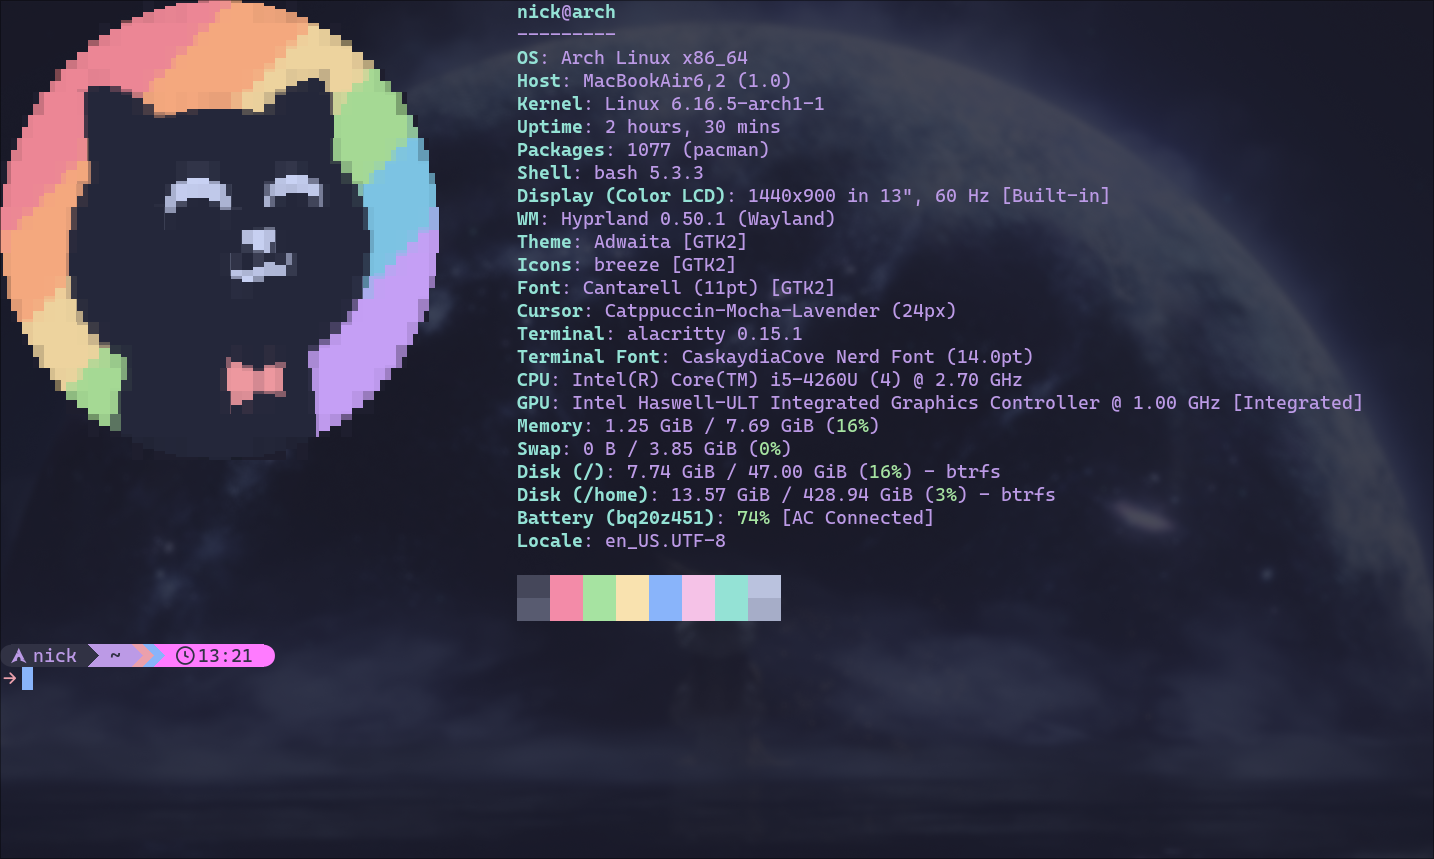 nick@arch
---------
OS: Arch Linux x86_64
Host: MacBookAir6,2 (1.0)
Kernel: Linux 6.16.5-arch1-1
Uptime: 2 hours, 30 mins
Packages: 1077 (pacman)
Shell: bash 5.3.3
Display (Color LCD): 1440x900 in 13", 60 Hz [Built-in]
WM: Hyprland 0.50.1 (Wayland)
Theme: Adwaita [GTK2]
Icons: breeze [GTK2]
Font: Cantarell (11pt) [GTK2]
Cursor: Catppuccin-Mocha-Lavender (24px)
Terminal: alacritty 0.15.1
Terminal Font: CaskaydiaCove Nerd Font (14.0pt)
CPU: Intel(R) Core(TM) i5-4260U (4) @ 2.70 GHz
GPU: Intel Haswell-ULT Integrated Graphics Controller @ 1.00 GHz [Integrated]
Memory: 1.25 GiB / 7.69 GiB (16%)
Swap: 0 B / 3.85 GiB (0%)
Disk (/): 7.74 GiB / 47.00 GiB (16%) - btrfs
Disk (/home): 13.57 GiB / 428.94 GiB (3%) - btrfs
Battery (bq20z451): 74% [AC Connected]
Locale: en_US.UTF-8
nick ~ 13:21
→